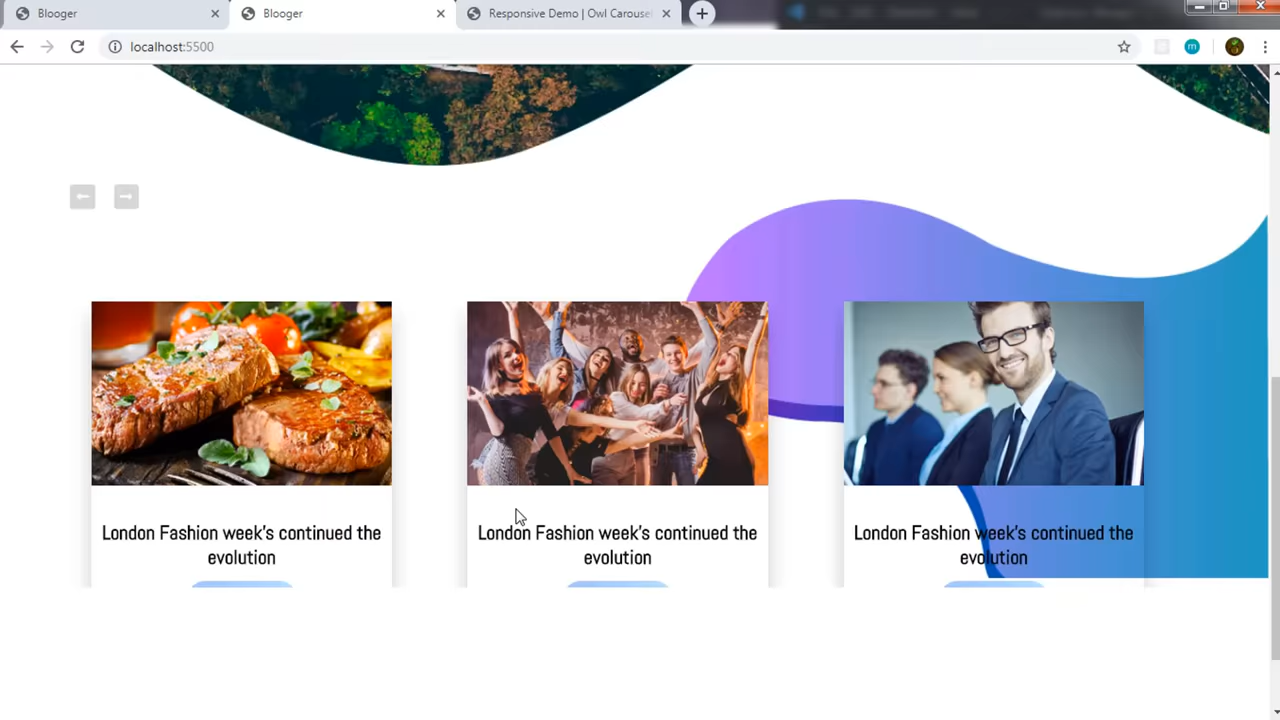 Blooger
Blooger
Responsive Demo | Owl Carousel
localhost:5500
London Fashion week's continued the
evolution
London Fashion week's continued the
evolution
London Fashion week's continued the
evolution